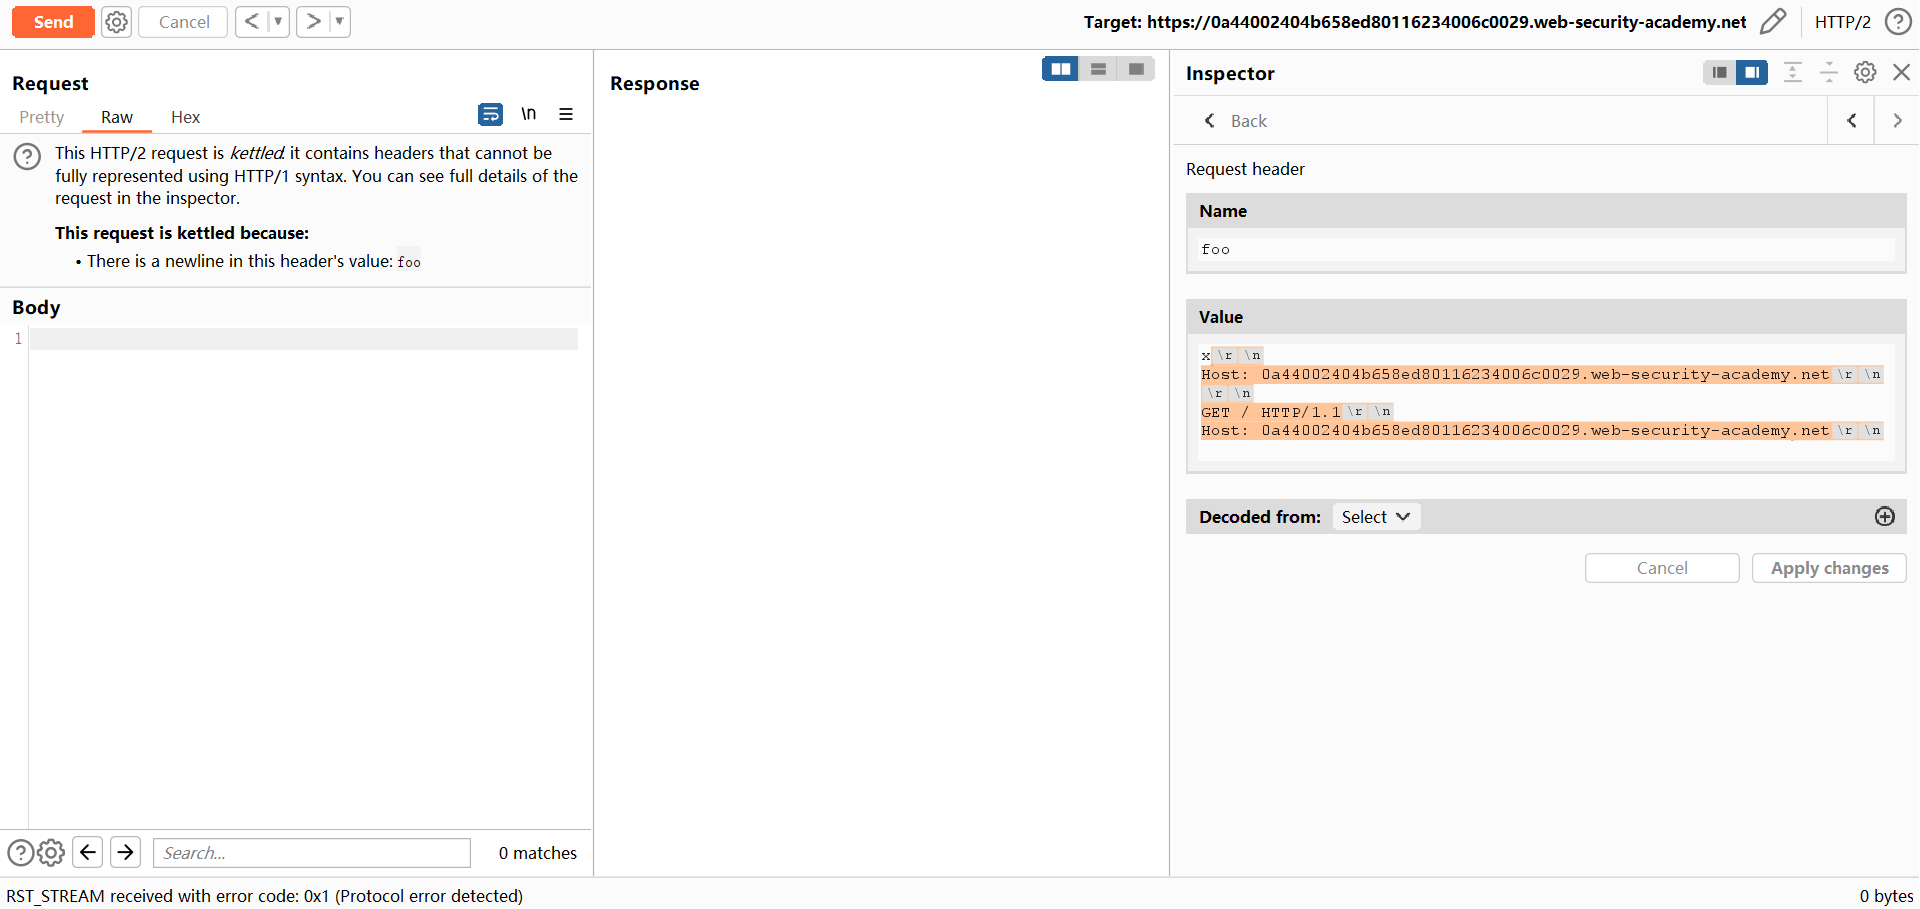 Send
Cancel
<
>
Target: https://0a44002404b658ed80116234006c0029.web-security-academy.net
HTTP/2
?
Request
Pretty
Raw
Hex
\n
?
This HTTP/2 request is kettled: it contains headers that cannot be
fully represented using HTTP/1 syntax. You can see full details of the
request in the inspector.
This request is kettled because:
• There is a newline in this header's value: foo
Body
1
?
Search...
0 matches
Response
Inspector
Back
Request header
Name
foo
Value
x\r\n
Host: 0a44002404b658ed80116234006c0029.web-security-academy.net\r\n
\r\n
GET / HTTP/1.1\r\n
Host: 0a44002404b658ed80116234006c0029.web-security-academy.net\r\n
Decoded from:
Select
Cancel
Apply changes
RST_STREAM received with error code: 0x1 (Protocol error detected)
0 bytes